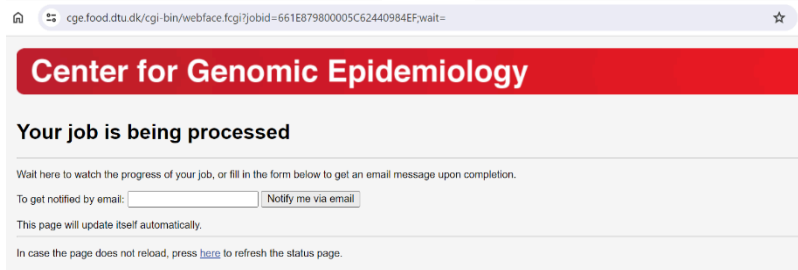 cge.food.dtu.dk/cgi-bin/webface.fcgi?jobid=661E879800005C62440984EF;wait=
Center for Genomic Epidemiology
Your job is being processed
Wait here to watch the progress of your job, or fill in the form below to get an email message upon completion.
To get notified by email: Notify me via email
This page will update itself automatically.
In case the page does not reload, press here to refresh the status page.